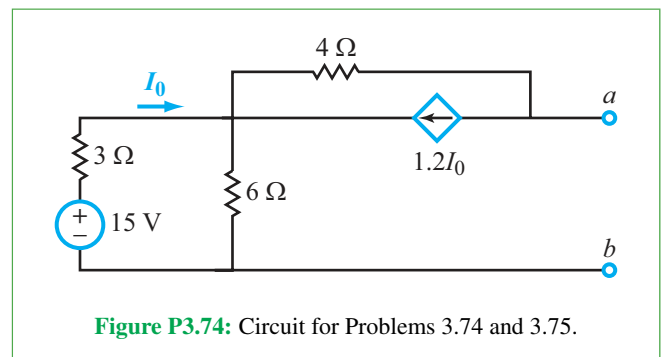 4 Ω
I0
a
3 Ω
1.2I0
6 Ω
+
15 V
−
b
Figure P3.74: Circuit for Problems 3.74 and 3.75.